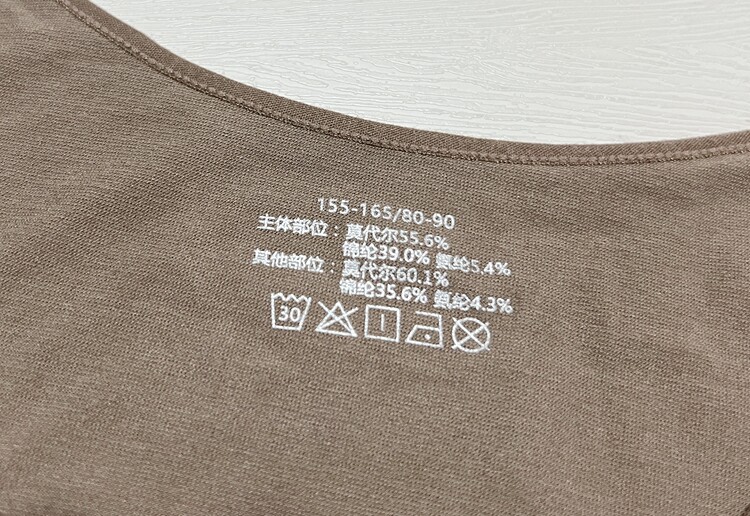 155-165/80-90
主体部位：莫代尔55.6%
锦纶39.0% 氨纶5.4%
其他部位：莫代尔60.1%
锦纶35.6% 氨纶4.3%
30